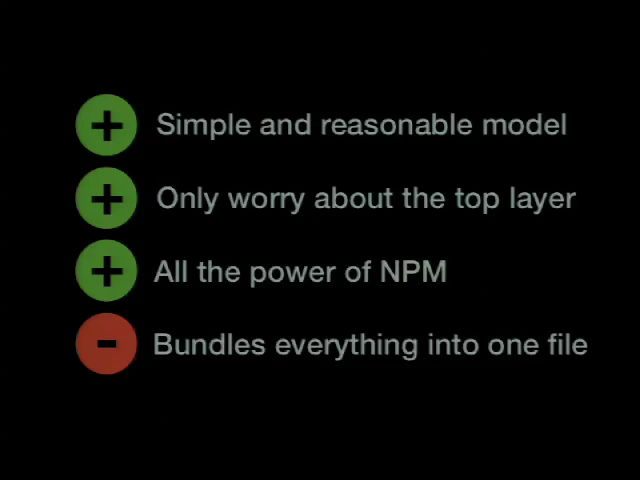 + Simple and reasonable model
+ Only worry about the top layer
+ All the power of NPM
- Bundles everything into one file